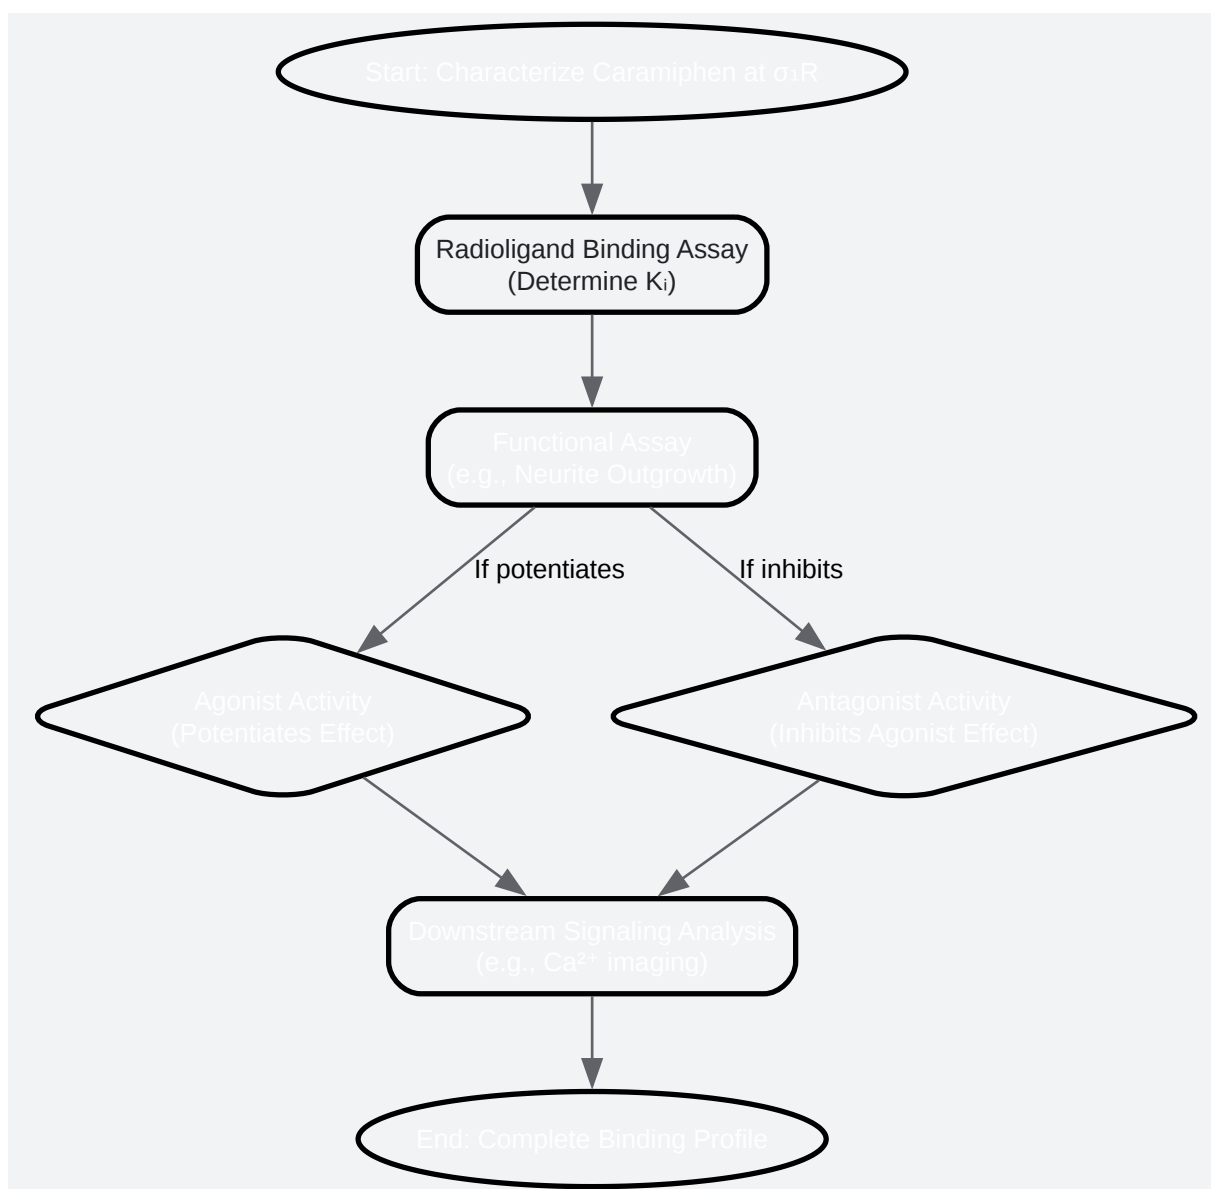 Start: Characterize Caramiphen at σ₁R
Radioligand Binding Assay
(Determine Kᵢ)
Functional Assay
(e.g., Neurite Outgrowth)
If potentiates
If inhibits
Agonist Activity
(Potentiates Effect)
Antagonist Activity
(Inhibits Agonist Effect)
Downstream Signaling Analysis
(e.g., Ca²⁺ imaging)
End: Complete Binding Profile